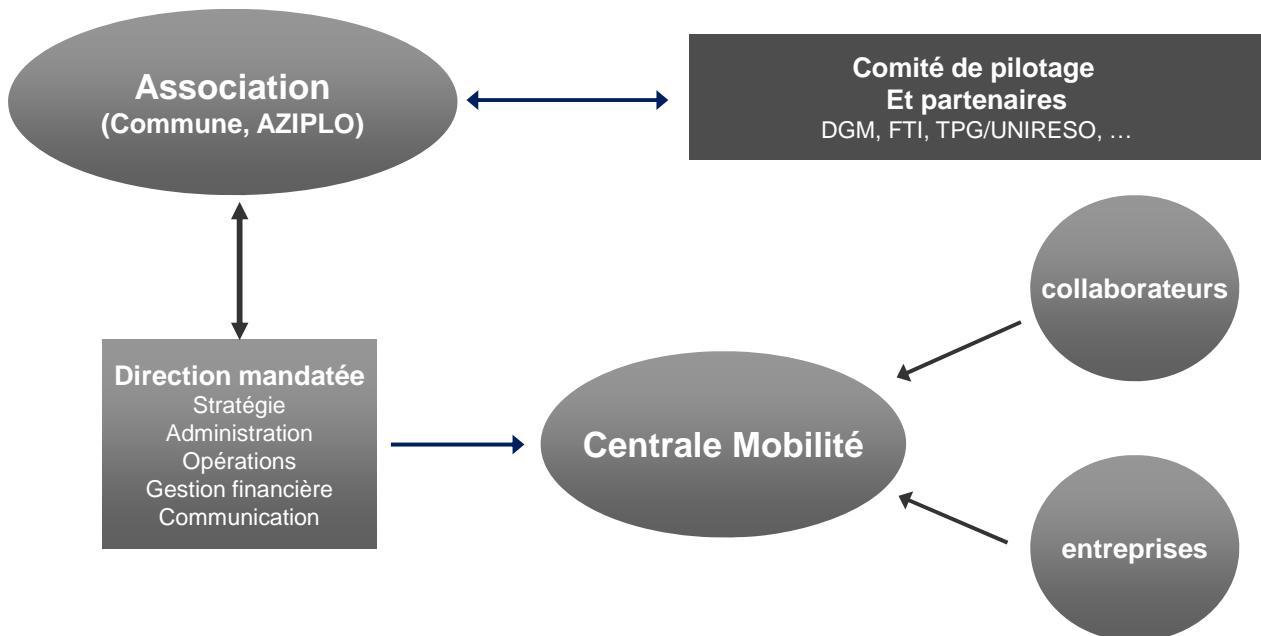 Association
(Commune, AZIPLO)
Comité de pilotage
Et partenaires
DGM, FTI, TPG/UNIRESO, …
collaborateurs
Direction mandatée
Stratégie
Administration
Opérations
Gestion financière
Communication
Centrale Mobilité
entreprises